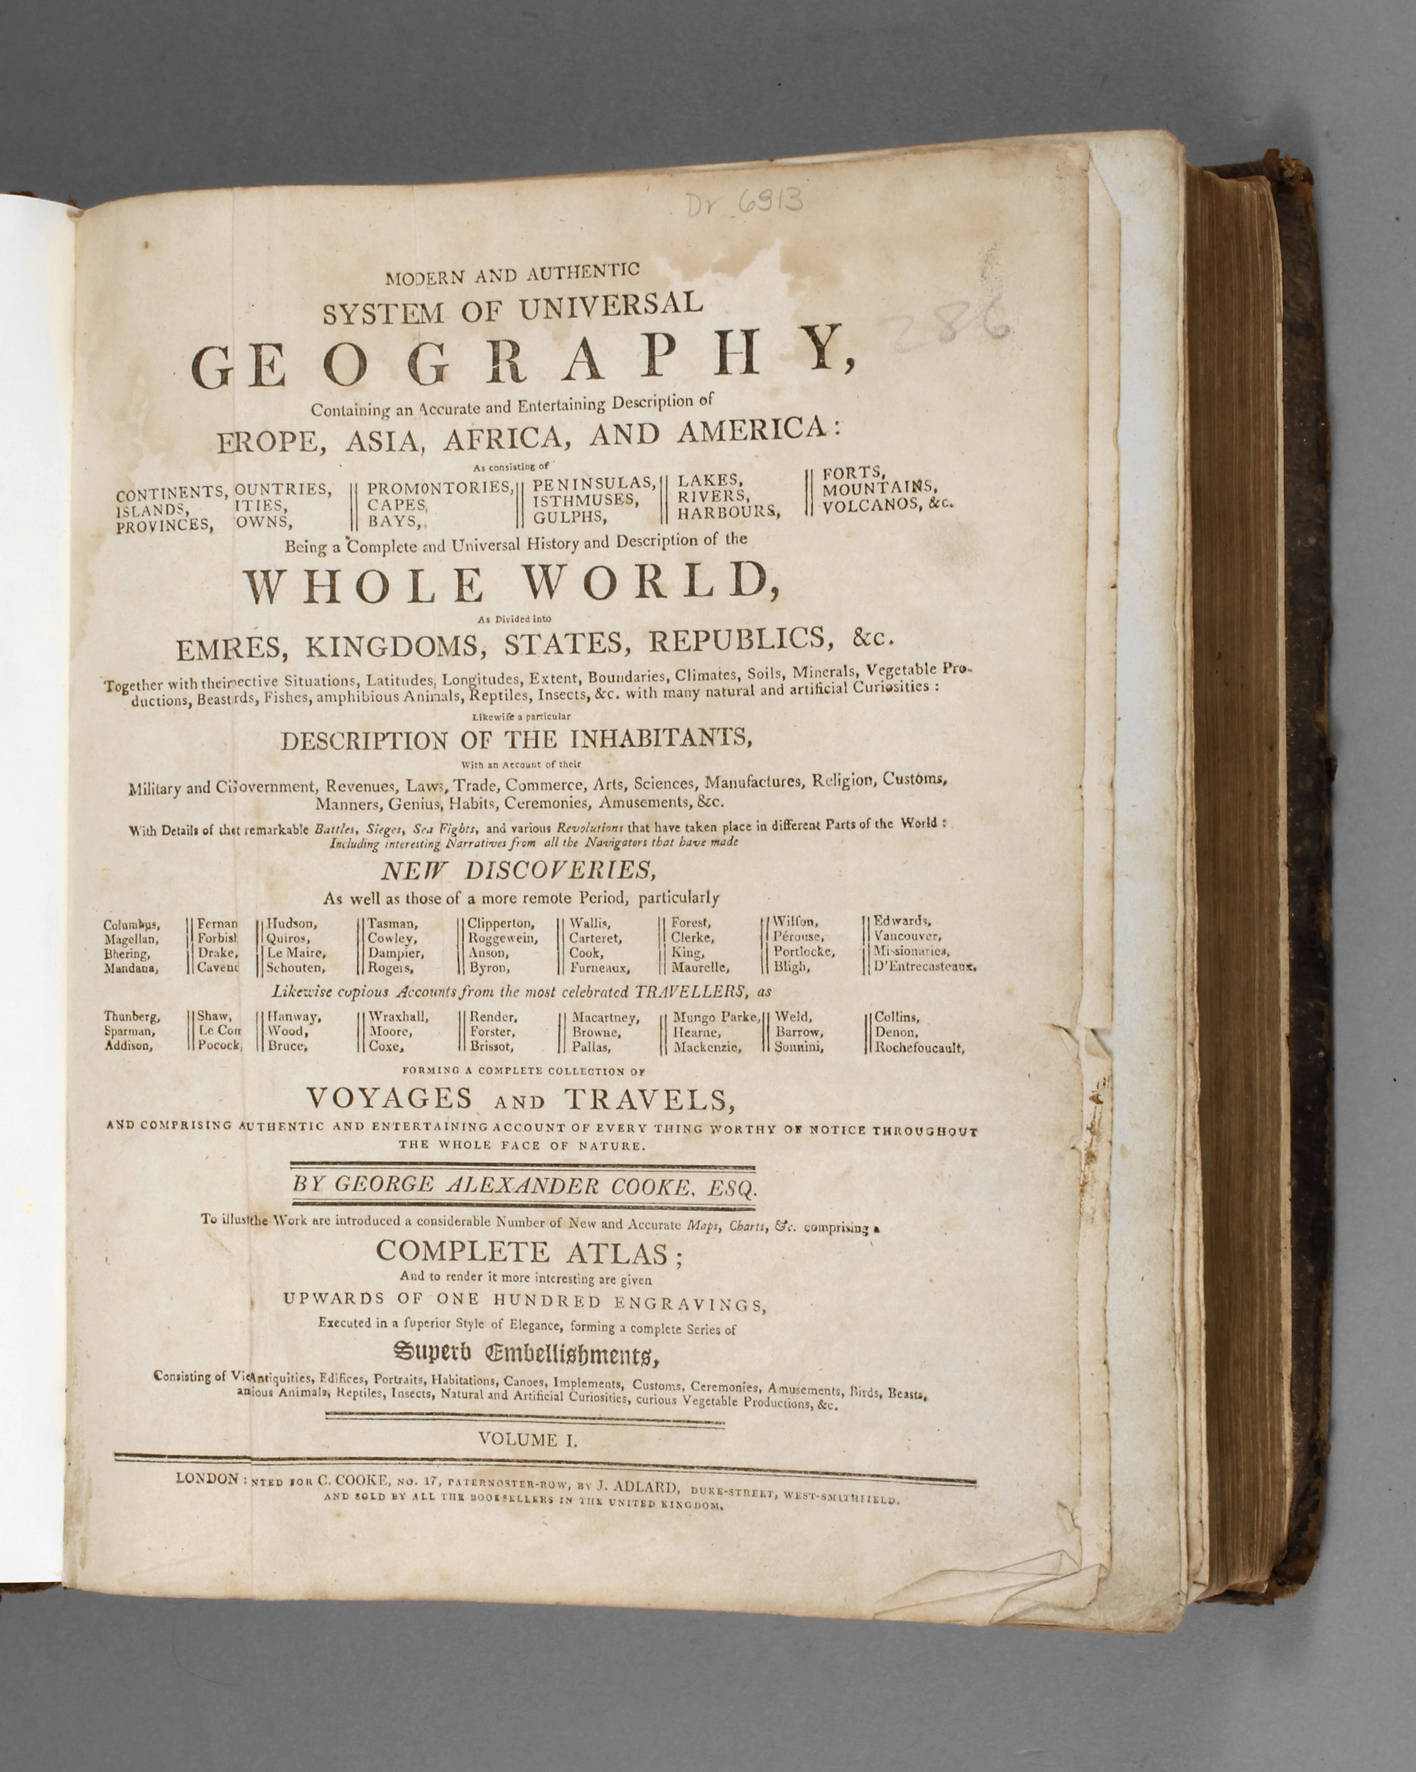 Dr 6913
MODERN AND AUTHENTIC
SYSTEM OF UNIVERSAL
286
GEOGRAPHY,
Containing an Accurate and Entertaining Description of
EROPE, ASIA, AFRICA, AND AMERICA:
As consisting of
CONTINENTS, OUNTRIES, PROMONTORIES, PENINSULAS, LAKES, FORTS,
ISLANDS, ITIES, CAPES, ISTHMUSES, RIVERS, MOUNTAINS,
PROVINCES, OWNS, BAYS, GULPHS, HARBOURS, VOLCANOS, &c.
Being a Complete and Universal History and Description of the
WHOLE WORLD,
As Divided into
EMRES, KINGDOMS, STATES, REPUBLICS, &c.
Together with their ective Situations, Latitudes, Longitudes, Extent, Boundaries, Climates, Soils, Minerals, Vegetable Pro-
ductions, Beast rds, Fishes, amphibious Animals, Reptiles, Insects, &c. with many natural and artificial Curiosities :
Likewise a particular
DESCRIPTION OF THE INHABITANTS,
With an Account of their
Military and Ci overnment, Revenues, Laws, Trade, Commerce, Arts, Sciences, Manufactures, Religion, Customs,
Manners, Genius, Habits, Ceremonies, Amusements, &c.
With Details of the t remarkable Battles, Sieges, Sea Fights, and various Revolutions that have taken place in different Parts of the World :
Including interesting Narratives from all the Navigators that have made
NEW DISCOVERIES,
As well as those of a more remote Period, particularly
Columbus, Fernan Hudson, Tasman, Clipperton, Wallis, Forest, Wilson, Edwards,
Magellan, Forbish Quiros, Cowley, Roggewein, Carteret, Clerke, Pérouse, Vancouver,
Bhering, Drake, Le Maire, Dampier, Anson, Cook, King, Portlocke, Missionaries,
Mandana, Cavend Schouten, Rogers, Byron, Furneaux, Maurelle, Bligh, D'Entrecasteaux.
Likewise copious Accounts from the most celebrated TRAVELLERS, as
Thunberg, Shaw, Hanway, Wraxhall, Render, Macartney, Mungo Parke, Weld, Collins,
Sparman, Le Com Wood, Moore, Forster, Browne, Hearne, Barrow, Denon,
Addison, Pocock, Bruce, Coxe, Brissot, Pallas, Mackenzie, Sonnini, Rochefoucault,
FORMING A COMPLETE COLLECTION OF
VOYAGES AND TRAVELS,
AND COMPRISING AUTHENTIC AND ENTERTAINING ACCOUNT OF EVERY THING WORTHY OF NOTICE THROUGHOUT
THE WHOLE FACE OF NATURE.
BY GEORGE ALEXANDER COOKE, ESQ.
To illust the Work are introduced a considerable Number of New and Accurate Maps, Charts, &c. comprising a
COMPLETE ATLAS;
And to render it more interesting are given
UPWARDS OF ONE HUNDRED ENGRAVINGS,
Executed in a superior Style of Elegance, forming a complete Series of
Superb Embellishments,
Consisting of Vie Antiquities, Edifices, Portraits, Habitations, Canoes, Implements, Customs, Ceremonies, Amusements, Birds, Beasts,
an ious Animals, Reptiles, Insects, Natural and Artificial Curiosities, curious Vegetable Productions, &c.
VOLUME I.
LONDON: NTED FOR C. COOKE, NO. 17, PATERNOSTER-ROW, BY J. ADLARD, DUKE-STREET, WEST-SMITHFIELD,
AND SOLD BY ALL THE BOOKSELLERS IN THE UNITED KINGDOM.